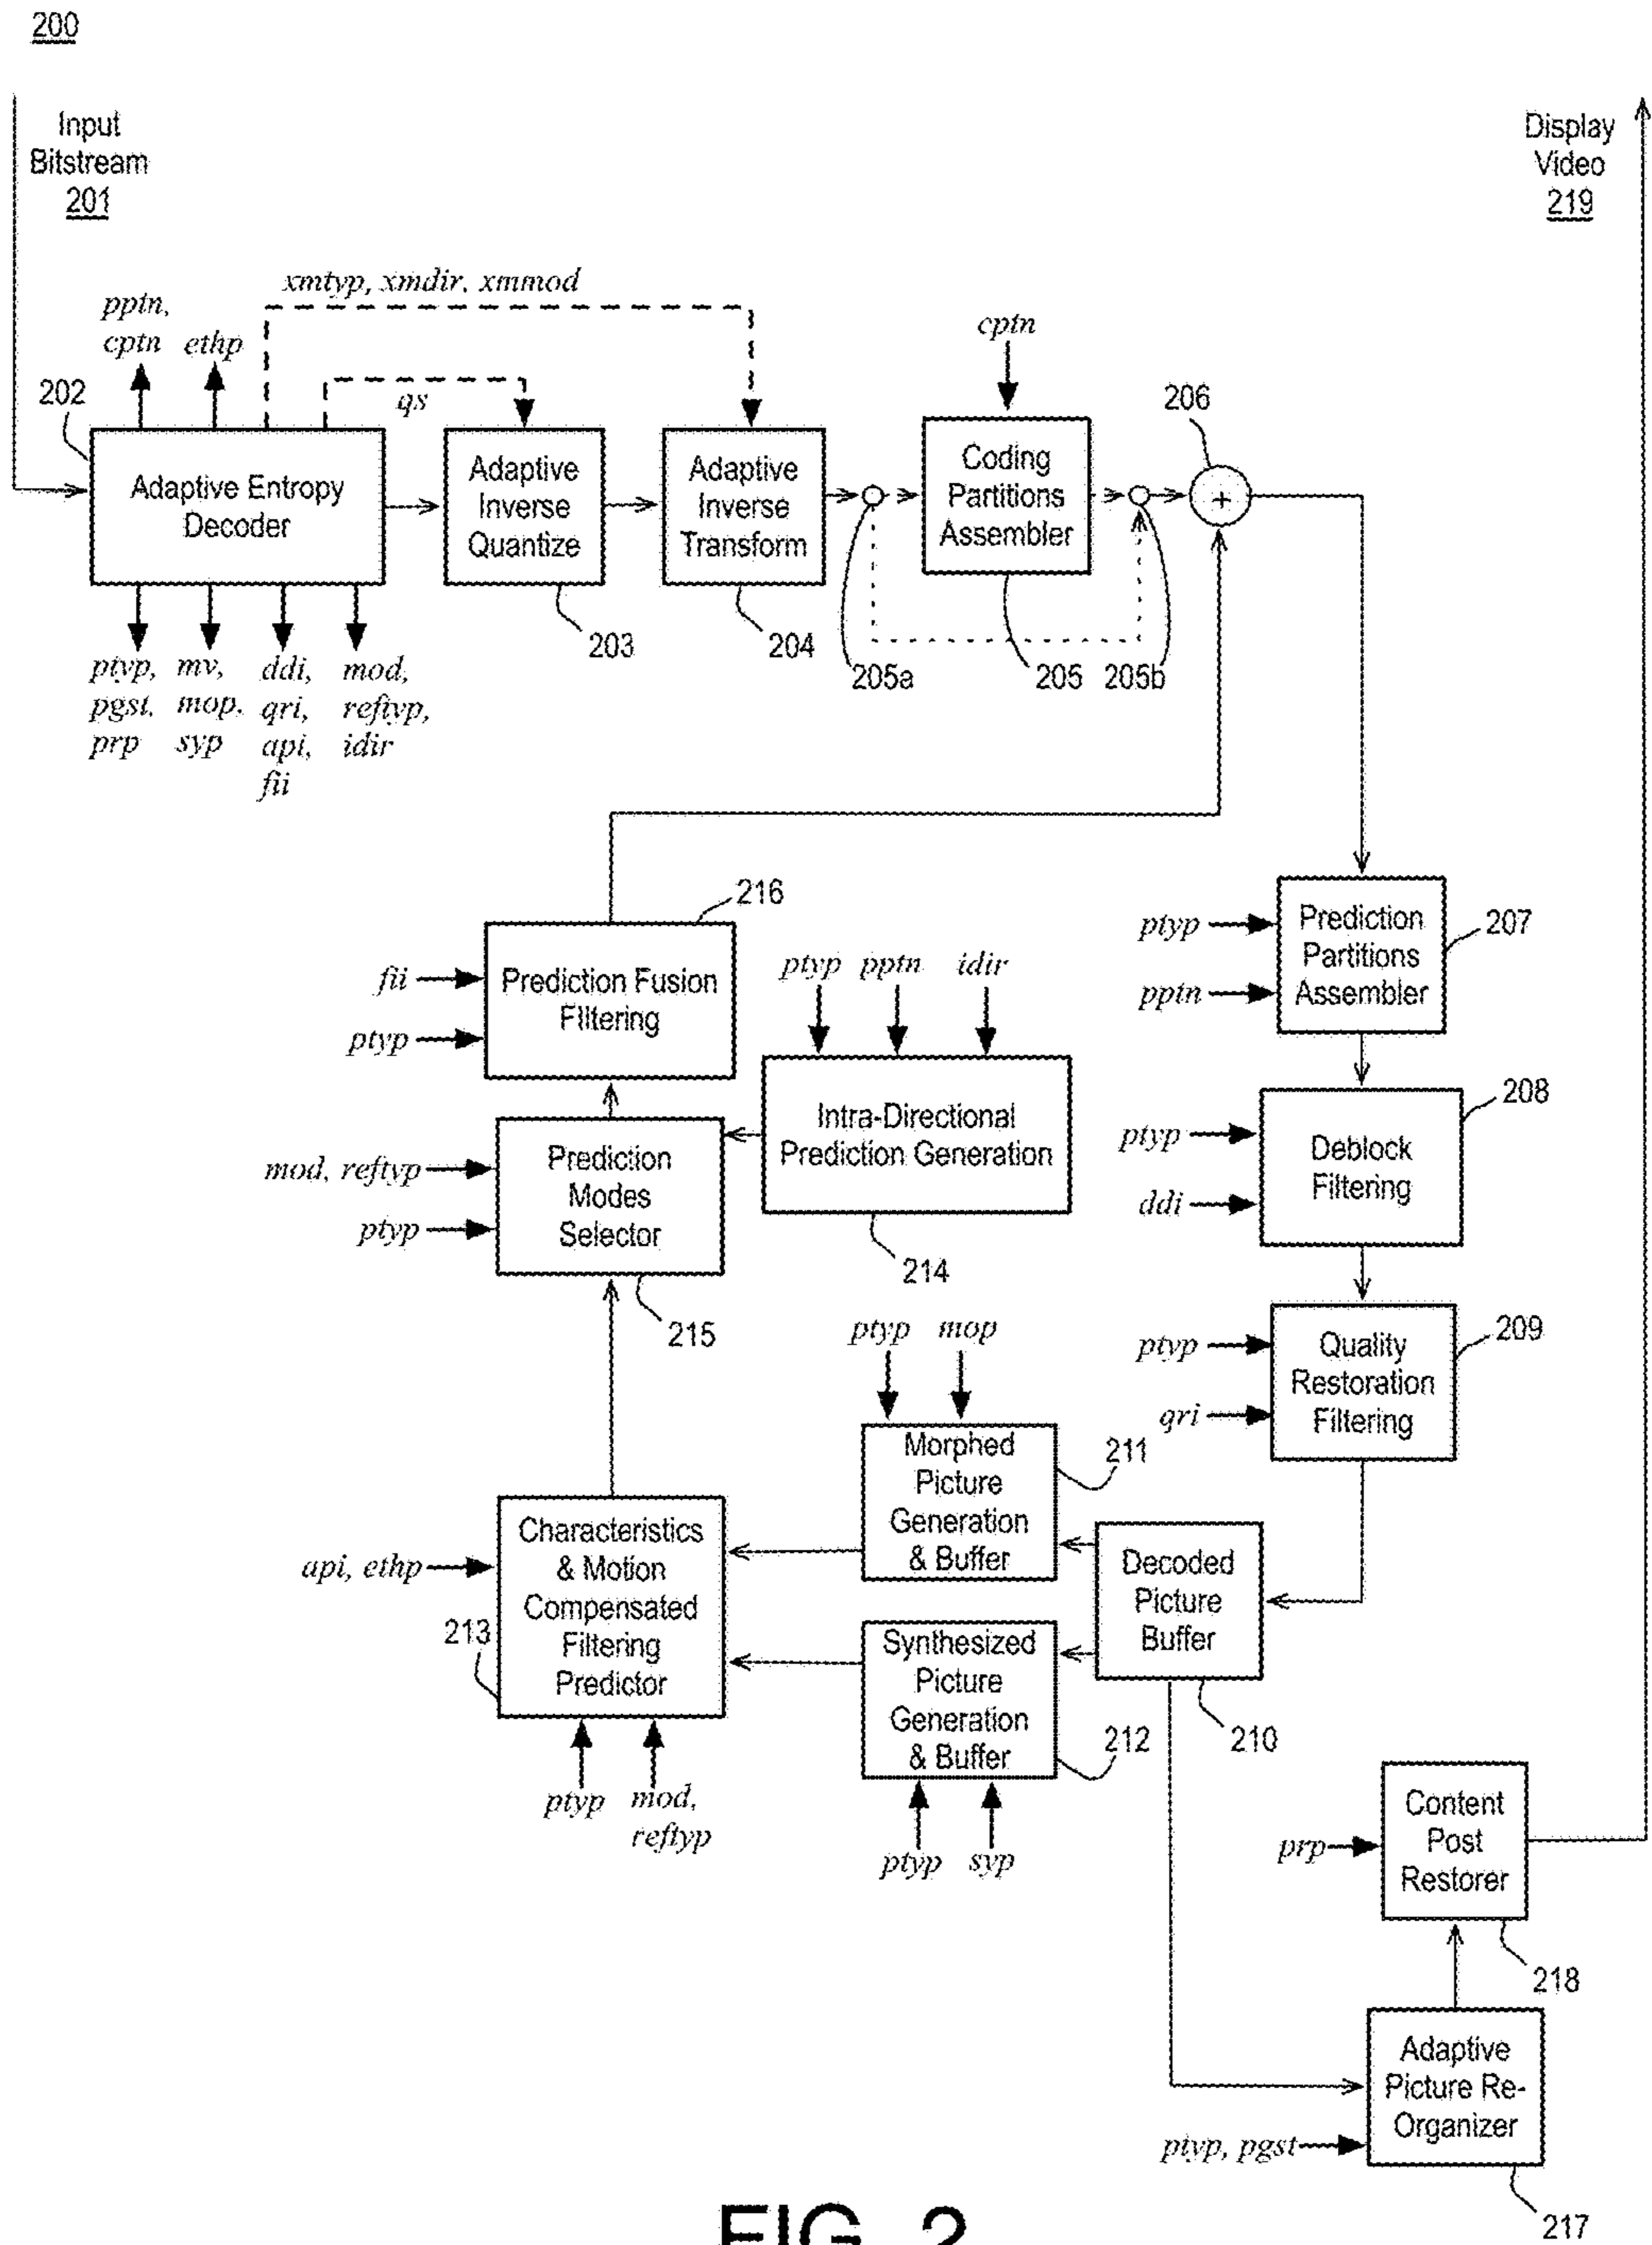 200
Input
Bitstream
201
Display
Video
219
xmtyp, xmdir, xmmod
pptn,
cptn
ethp
qs
cptn
202
206
Adaptive Entropy
Decoder
Adaptive
Inverse
Quantize
Adaptive
Inverse
Transform
Coding
Partitions
Assembler
+
203
204
205a
205
205b
ptyp,
pgst,
prp
mv,
mop,
syp
ddi,
qri,
api,
fii
mod,
reftyp,
idir
216
fii
ptyp
Prediction Fusion
FIltering
ptyp
pptn
idir
ptyp
pptn
Prediction
Partitions
Assembler
207
mod, reftyp
ptyp
Prediction
Modes
Selector
215
Intra-Directional
Prediction Generation
214
ptyp
ddi
Deblock
Filtering
208
ptyp
mop
ptyp
qri
Quality
Restoration
Filtering
209
Morphed
Picture
Generation
& Buffer
211
api, ethp
213
Characteristics
& Motion
Compensated
Filtering
Predictor
Decoded
Picture
Buffer
210
Synthesized
Picture
Generation
& Buffer
212
ptyp
mod,
reftyp
ptyp
syp
prp
Content
Post
Restorer
218
Adaptive
Picture Re-
Organizer
ptyp, pgst
217
FIG. 2